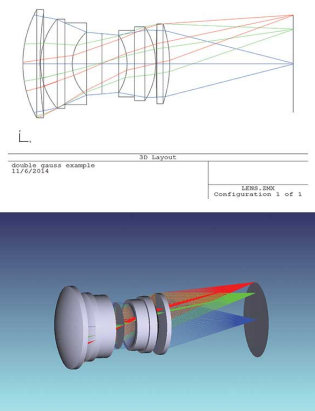 3D Layout
double gauss example
11/6/2014
LENS.ZMX
Configuration 1 of 1